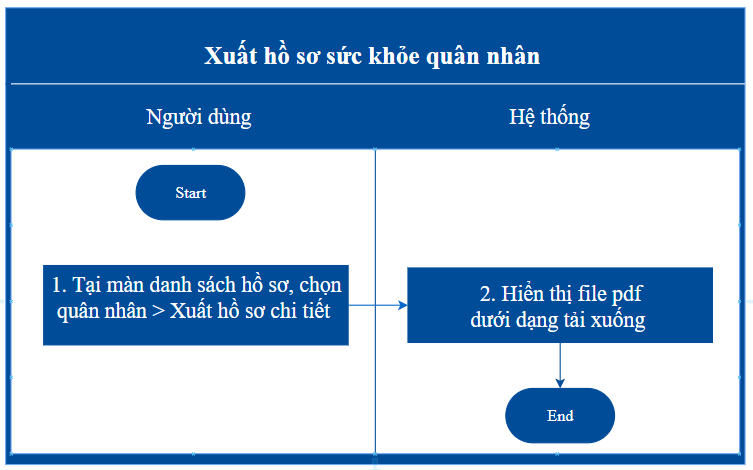 Xuất hồ sơ sức khỏe quân nhân
Người dùng
Hệ thống
Start
1. Tại màn danh sách hồ sơ, chọn
quân nhân > Xuất hồ sơ chi tiết
2. Hiển thị file pdf
dưới dạng tải xuống
End